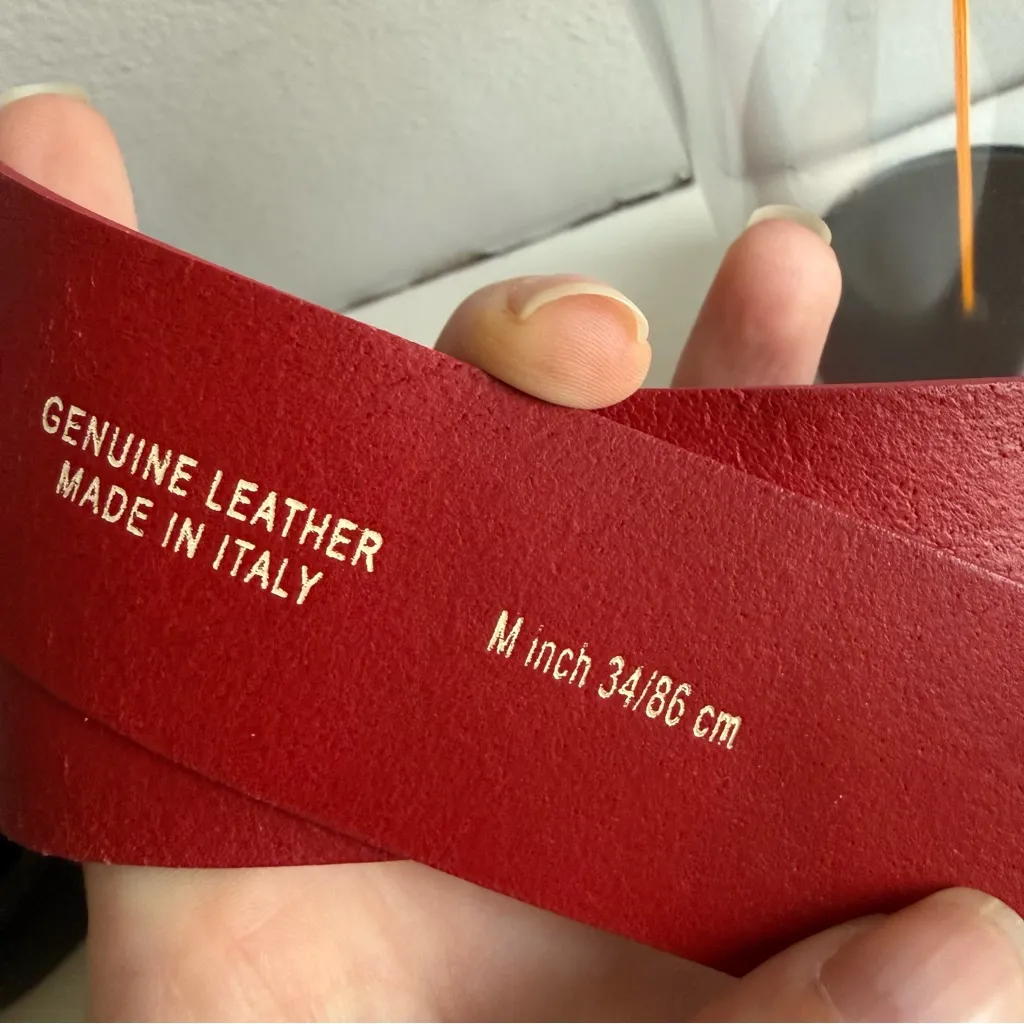 GENUINE LEATHER
MADE IN ITALY
M inch 34/86 cm